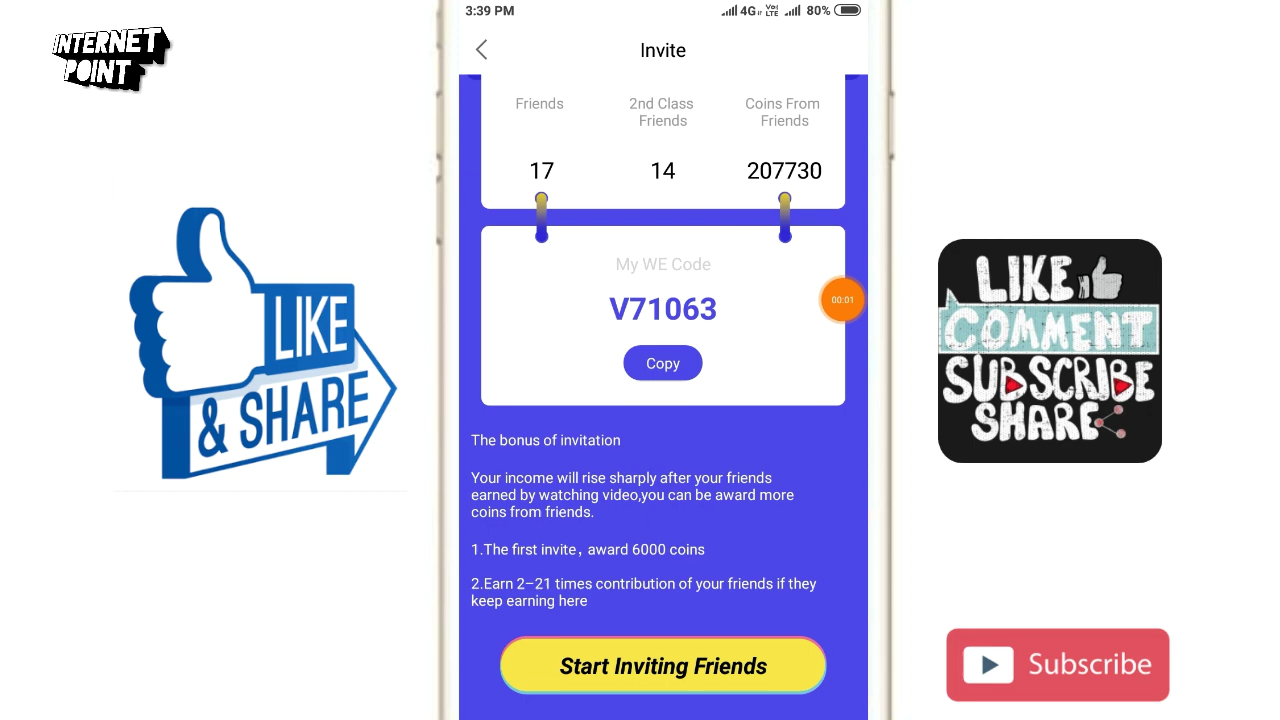 INTERNET
POINT
3:39 PM
4G
Vo)
LTE
80%
Invite
Friends
2nd Class
Friends
Coins From
Friends
17
14
207730
My WE Code
V71063
Copy
00:01
The bonus of invitation
Your income will rise sharply after your friends
earned by watching video,you can be award more
coins from friends.
1.The first invite，award 6000 coins
2.Earn 2–21 times contribution of your friends if they
keep earning here
Start Inviting Friends
LIKE
& SHARE
LIKE
COMMENT
SUBSCRIBE
SHARE
Subscribe